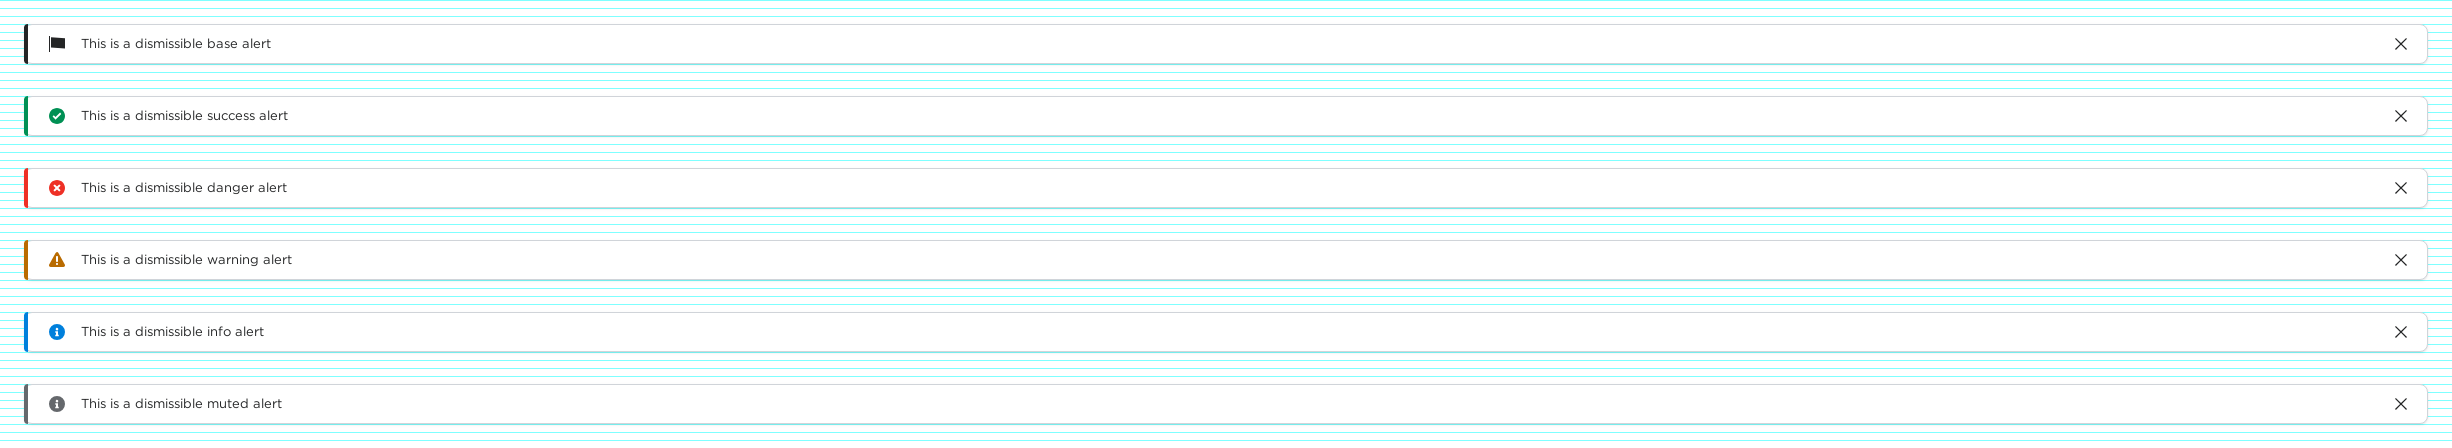 This is a dismissible base alert
This is a dismissible success alert
This is a dismissible danger alert
This is a dismissible warning alert
This is a dismissible info alert
This is a dismissible muted alert